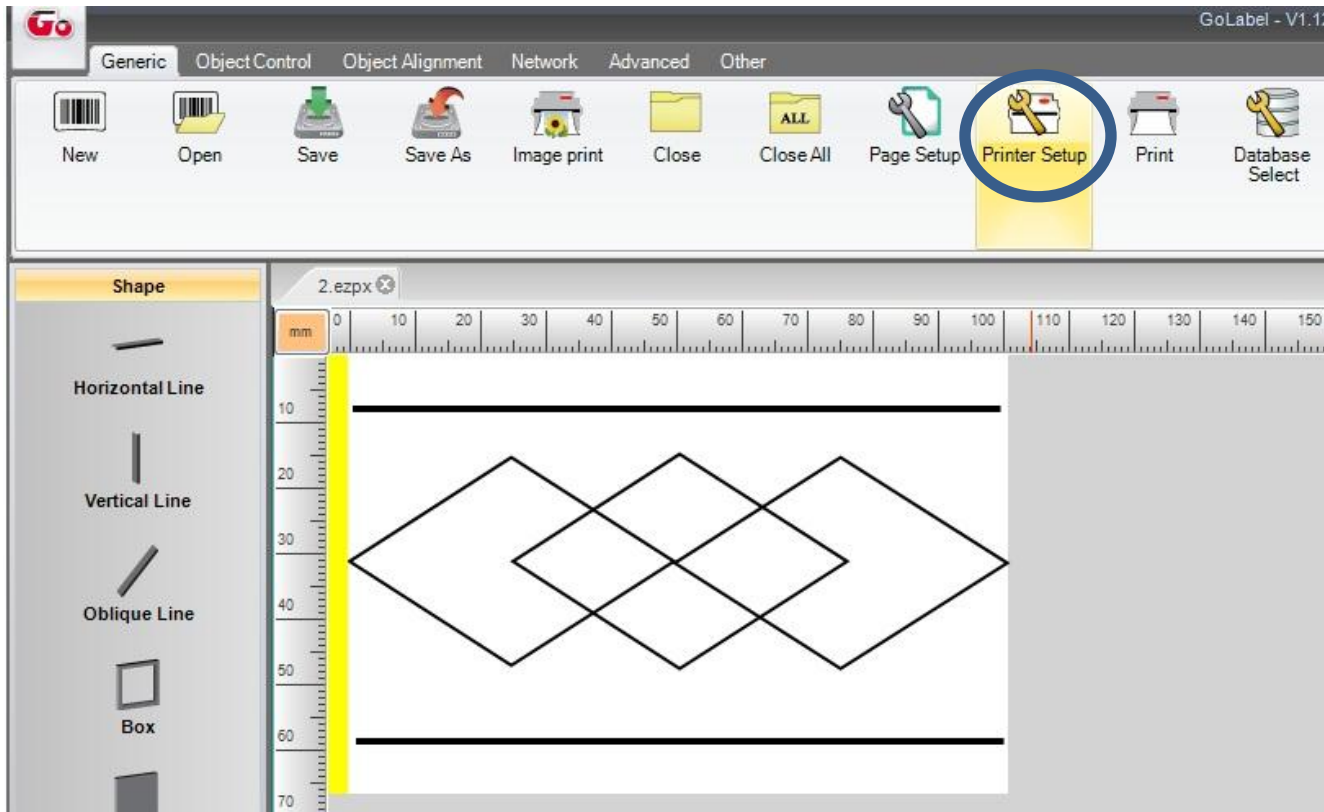 Go
GoLabel - V1.12
Generic Object Control Object Alignment Network Advanced Other
New Open Save Save As Image print Close ALL Close All Page Setup Printer Setup Print Database Select
Shape
2.ezpx
mm 0 10 20 30 40 50 60 70 80 90 100 110 120 130 140 150
Horizontal Line
10
20
Vertical Line
30
40
Oblique Line
50
Box
60
70